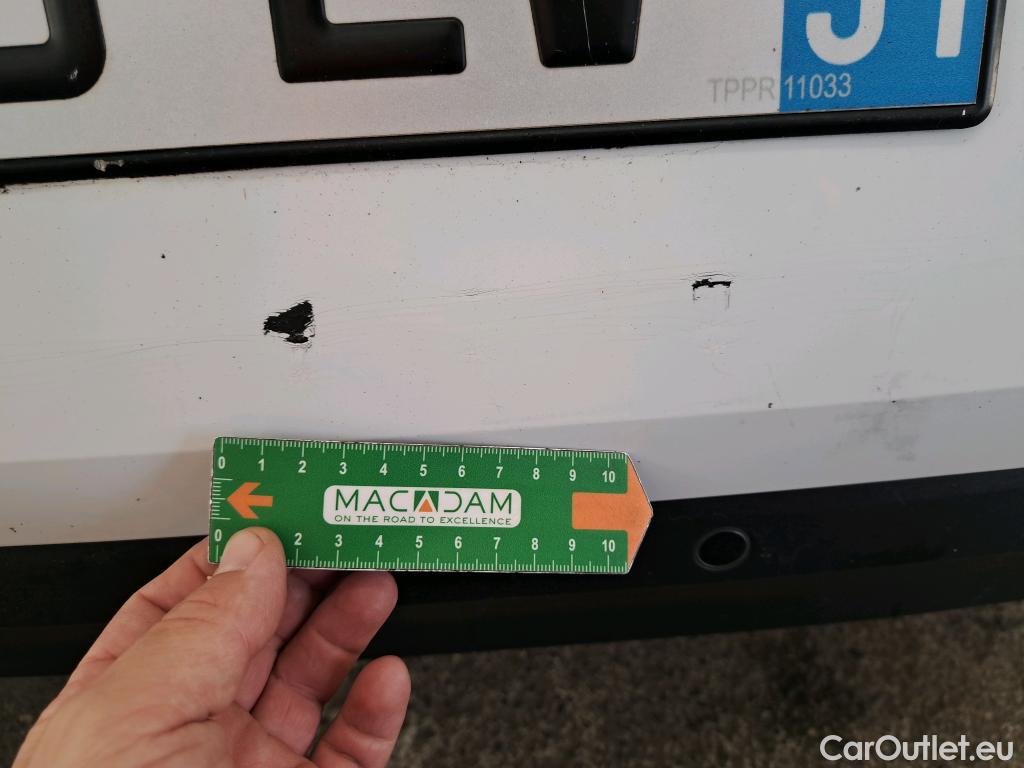 TPPR 11033
0 1 2 3 4 5 6 7 8 9 10
MACADAM
ON THE ROAD TO EXCELLENCE
0 2 3 4 5 6 7 8 9 10
CarOutlet.eu